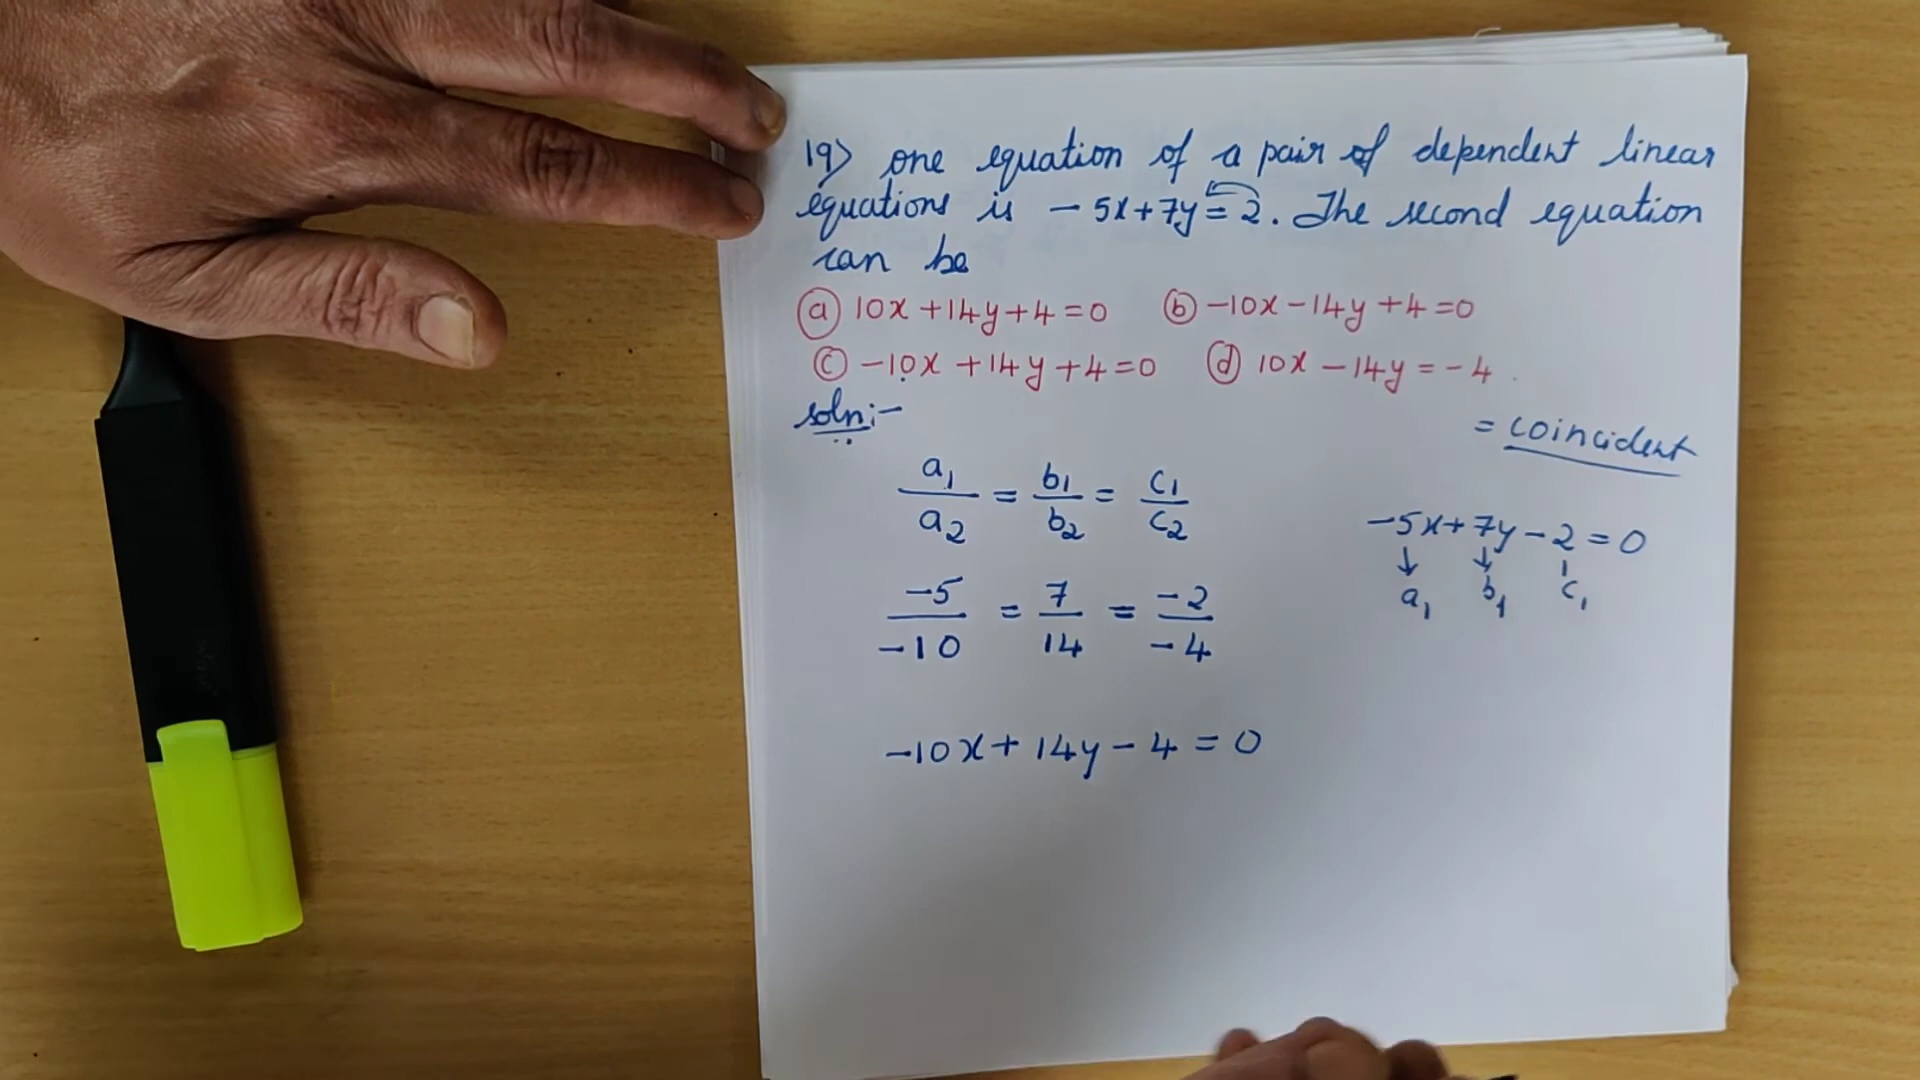 19) one equation of a pair of dependent linear
equations is -5x+7y=2. The second equation
can be
(a) 10x+14y+4=0 (b) -10x-14y+4=0
(c) -10x+14y+4=0 (d) 10x-14y=-4
soln:-
= coincident
a₁/a₂ = b₁/b₂ = c₁/c₂
-5x+7y-2=0
a₁ b₁ c₁
-5/-10 = 7/14 = -2/-4
-10x+14y-4=0